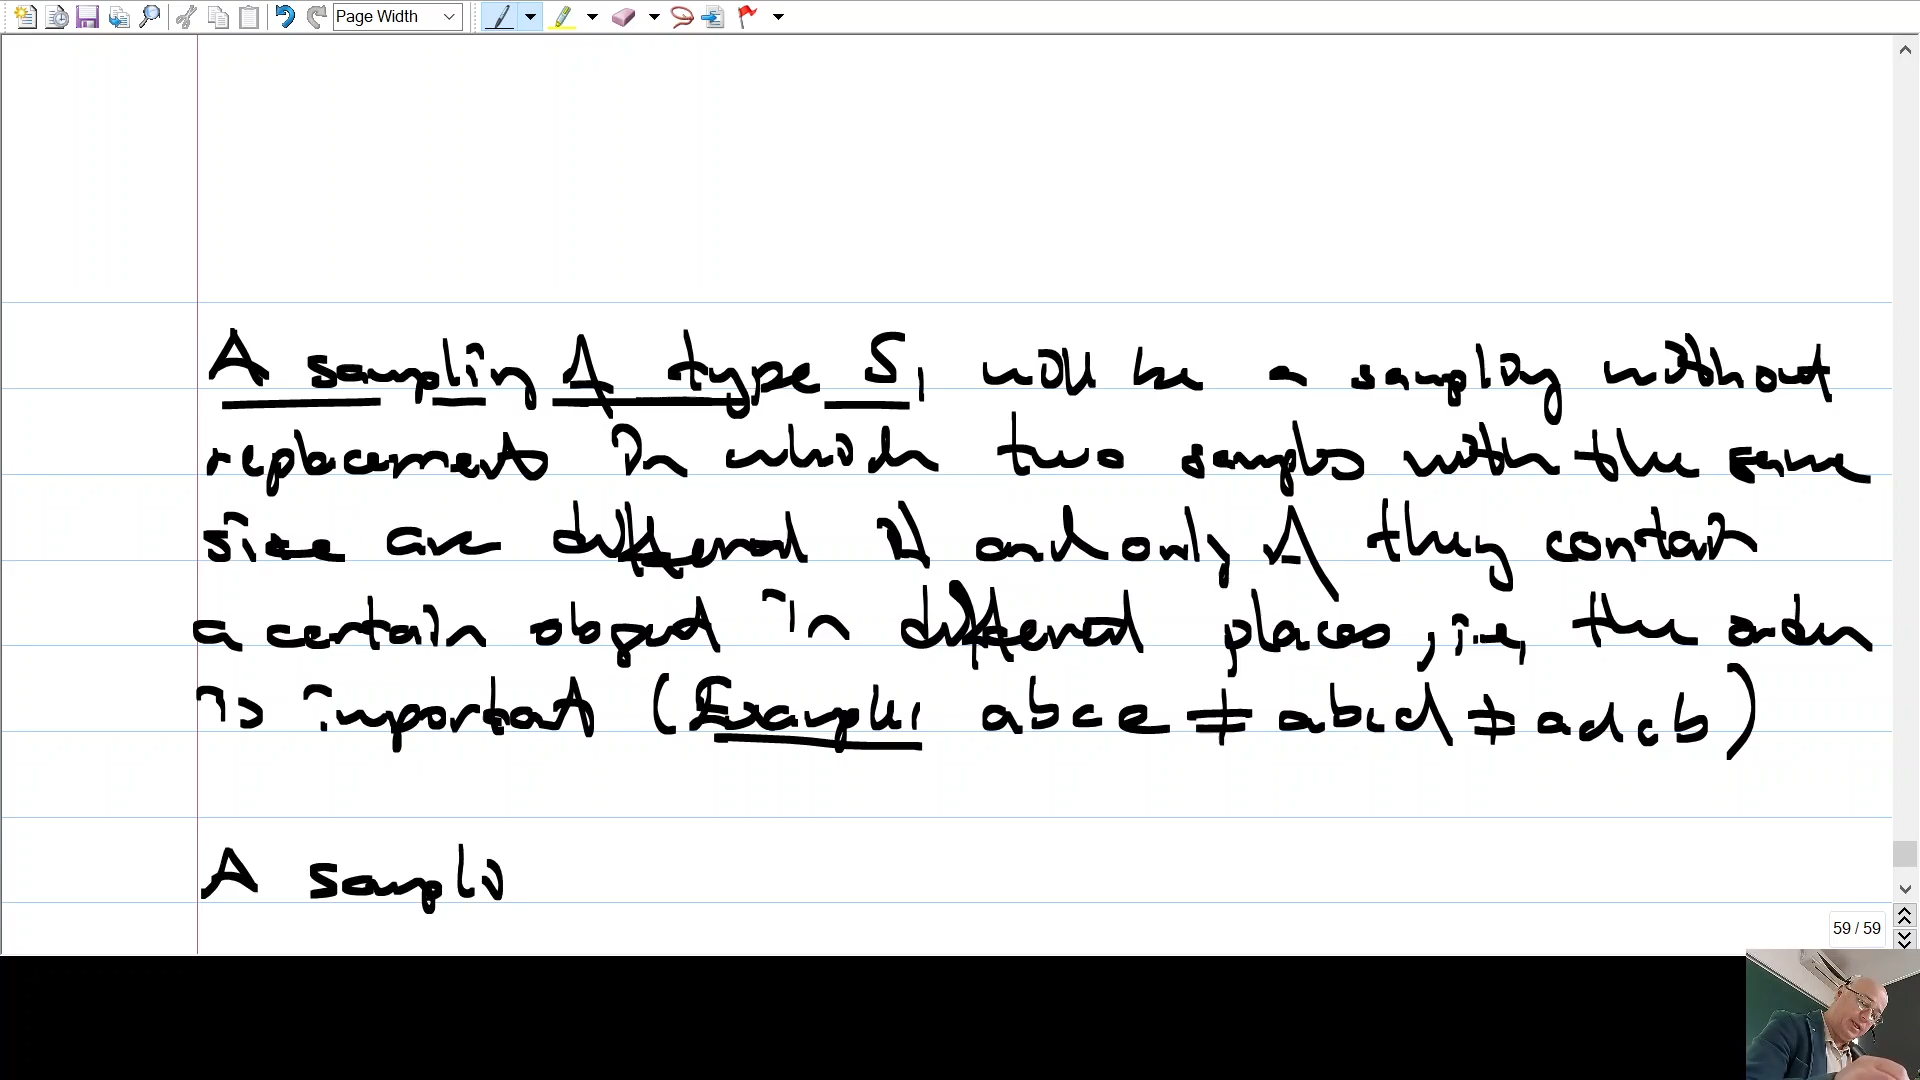 Page Width
A sampling of type S, will be a sampling without
replacement in which two samples with the same
size are different if and only if they contain
a certain object in different places, i.e, the order
is important (Example: abce ≠ abcd ≠ adcb)
A sampli
59 / 59